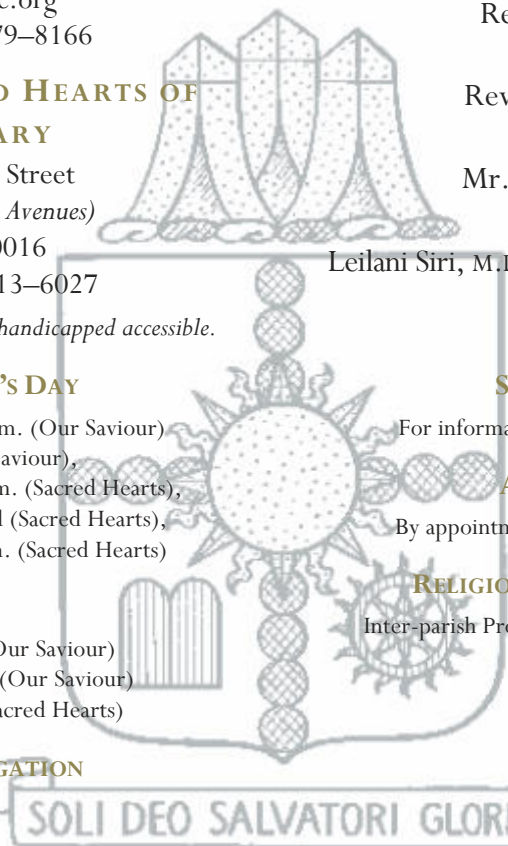 c.org
79–8166
D HEARTS OF
ARY
Street
Avenues)
0016
13–6027
handicapped accessible.
'S DAY
m. (Our Saviour)
aviour),
m. (Sacred Hearts),
l (Sacred Hearts),
n. (Sacred Hearts)
Our Saviour)
(Our Saviour)
acred Hearts)
GATION
Re
Rev
Mr.
Leilani Siri, M.D
S
For informa
A
By appointm
RELIGIO
Inter-parish Pro
SOLI DEO SALVATORI GLORI